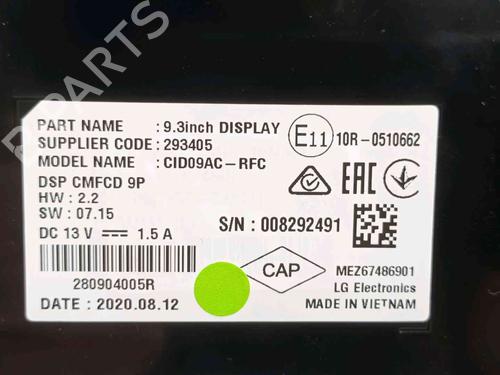 PART NAME : 9.3inch DISPLAY
SUPPLIER CODE : 293405
MODEL NAME : CID09AC-RFC
DSP CMFCD 9P
HW : 2.2
SW : 07.15
DC 13 V ⎓ 1.5 A
280904005R
DATE : 2020.08.12
E11 10R-0510662
EAC
S/N : 008292491
CAP
MEZ67486901
LG Electronics
MADE IN VIETNAM
B-PARTS